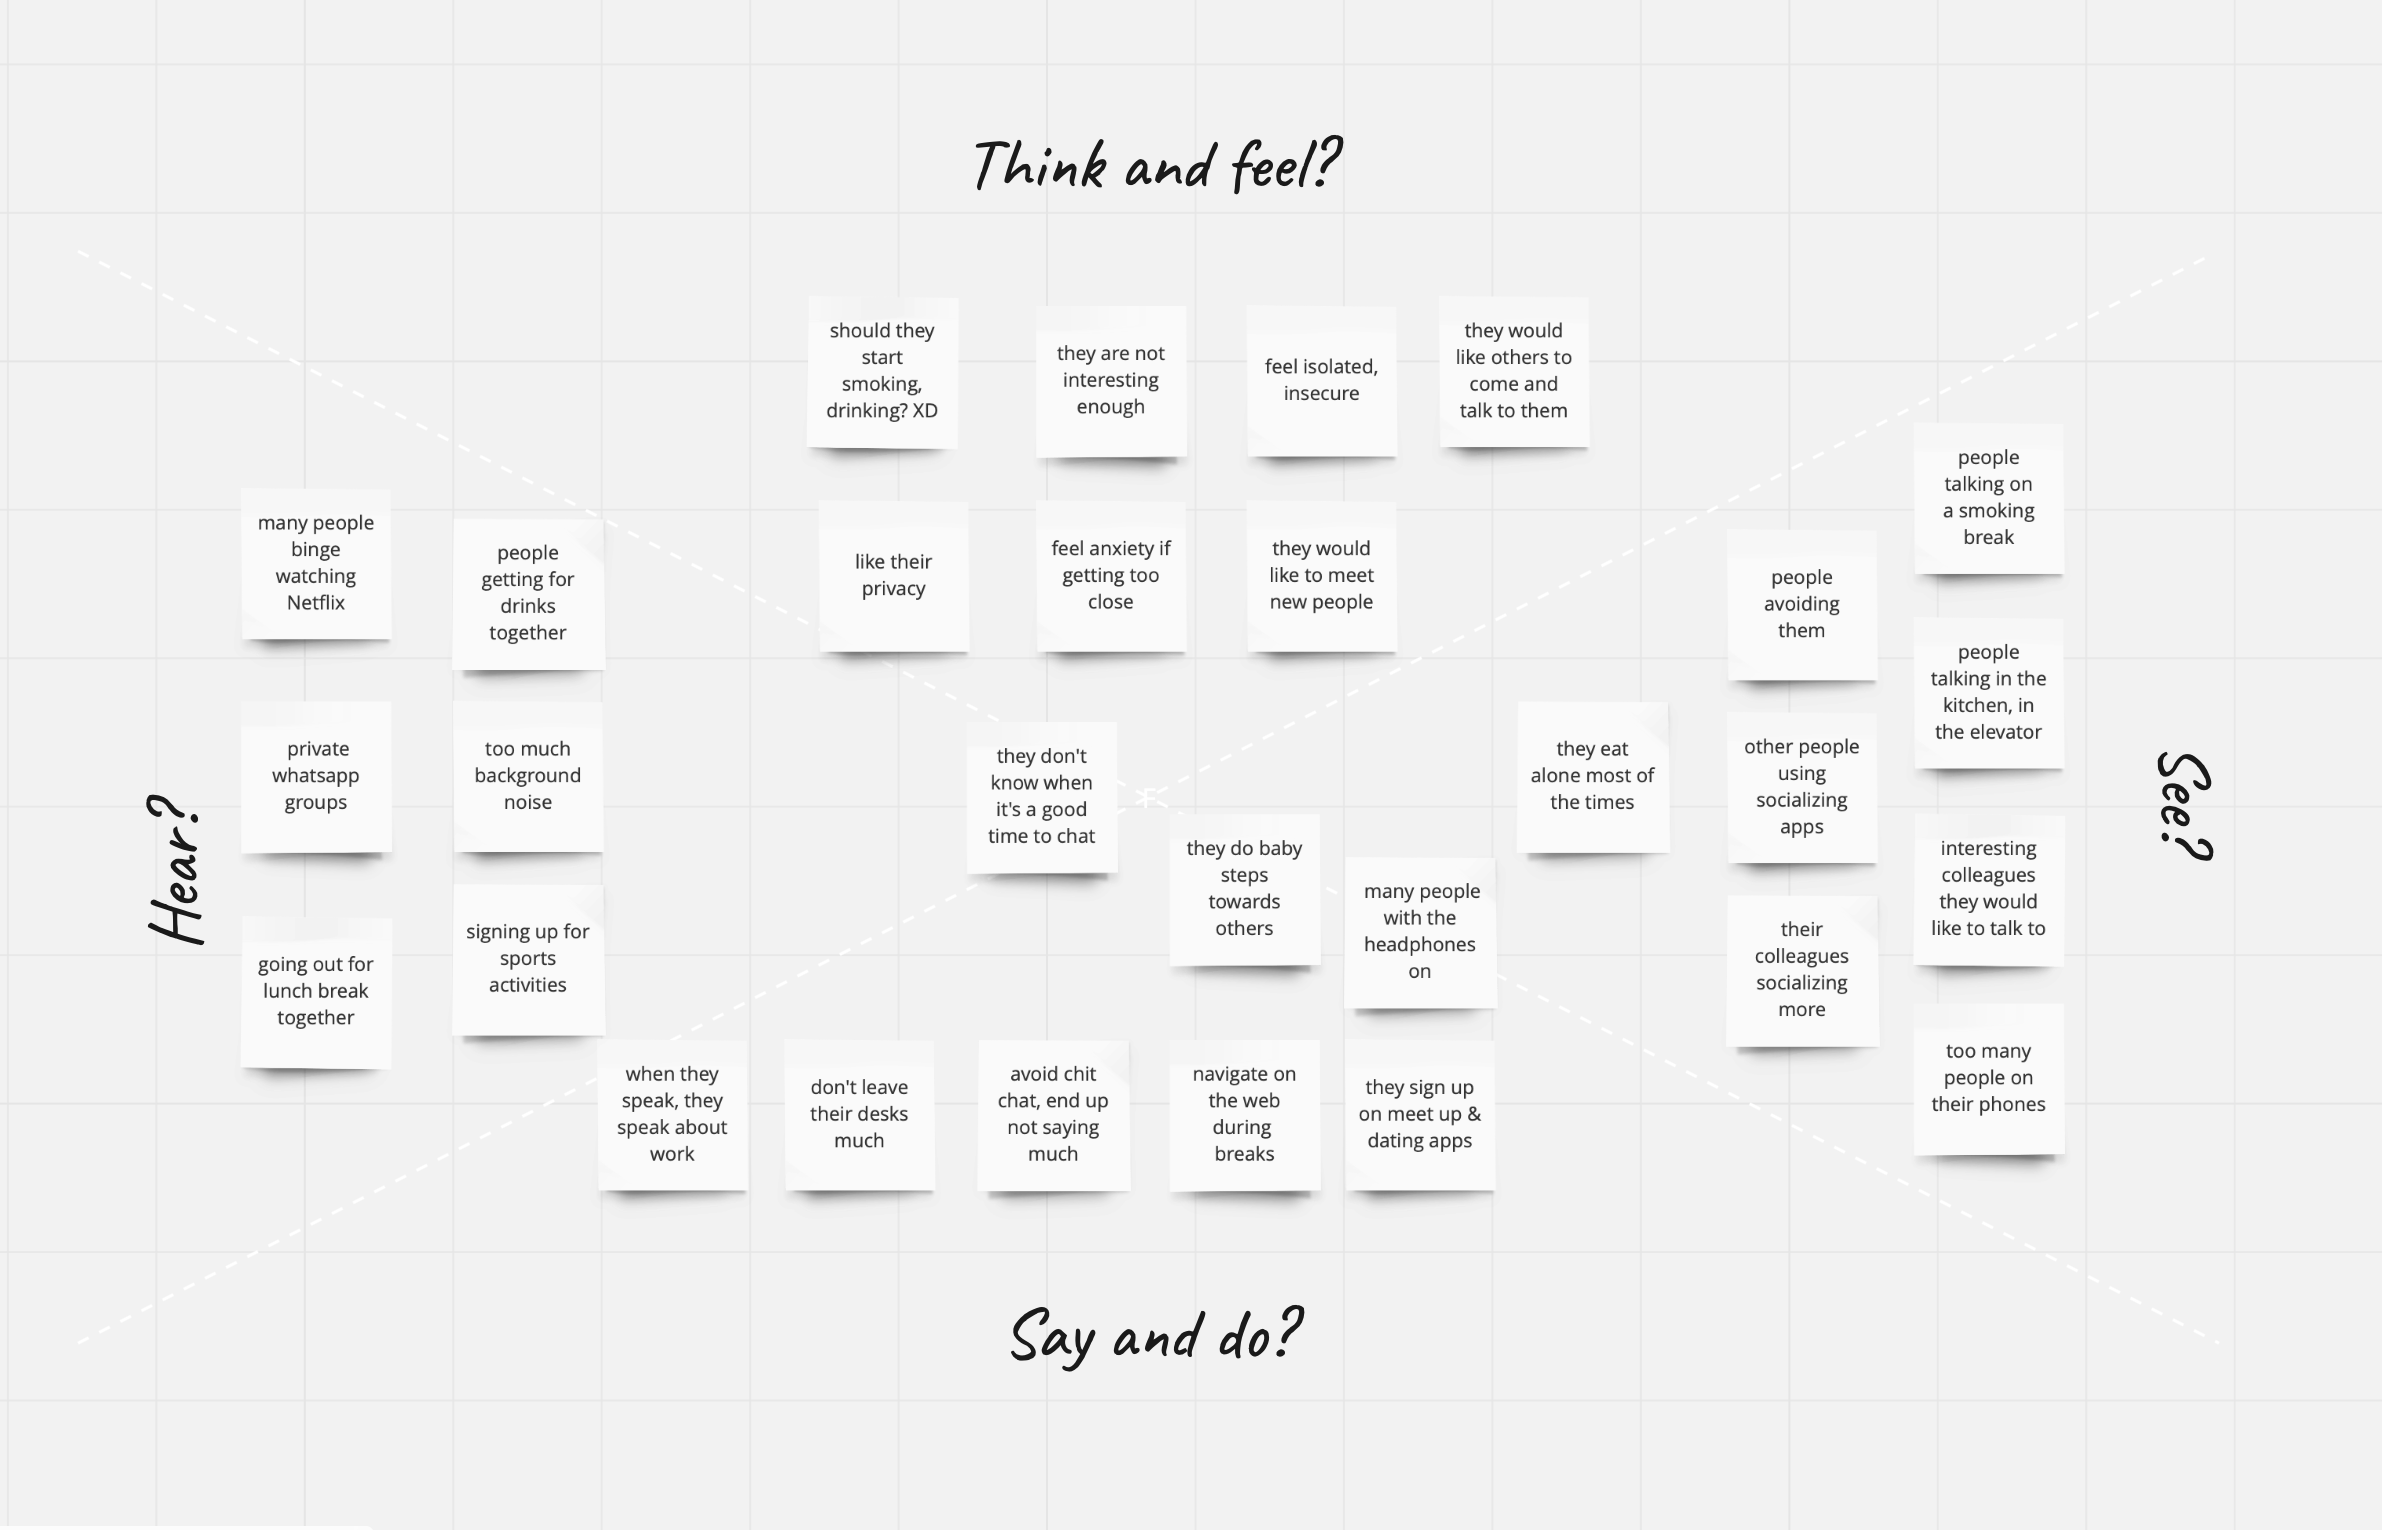 Think and feel?
should they
start
smoking,
drinking? XD
they are not
interesting
enough
feel isolated,
insecure
they would
like others to
come and
talk to them
like their
privacy
feel anxiety if
getting too
close
they would
like to meet
new people
Hear?
many people
binge
watching
Netflix
people
getting for
drinks
together
private
whatsapp
groups
too much
background
noise
going out for
lunch break
together
signing up for
sports
activities
they don't
know when
it's a good
time to chat
F
they do baby
steps
towards
others
many people
with the
headphones
on
they eat
alone most of
the times
See?
people
talking on
a smoking
break
people
avoiding
them
people
talking in the
kitchen, in
the elevator
other people
using
socializing
apps
interesting
colleagues
they would
like to talk to
their
colleagues
socializing
more
too many
people on
their phones
when they
speak, they
speak about
work
don't leave
their desks
much
avoid chit
chat, end up
not saying
much
navigate on
the web
during
breaks
they sign up
on meet up &
dating apps
Say and do?